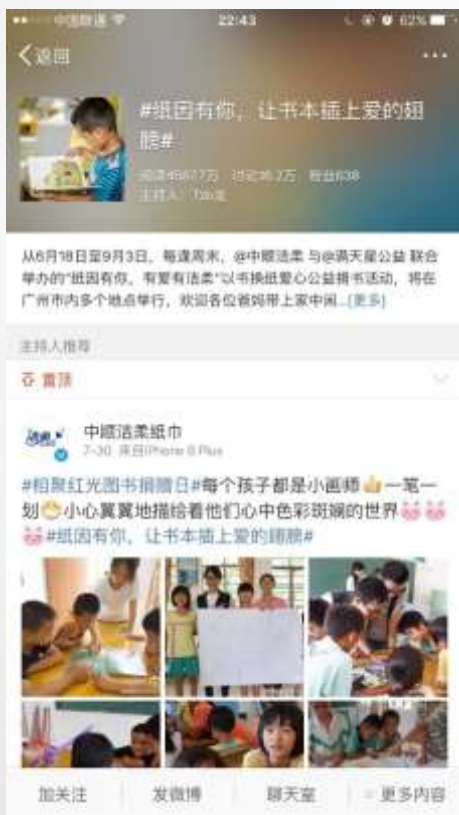 中国联通 22:43 62%
返回
#纸因有你，让书本插上爱的翅
膀#
主持人：
从6月18日至9月3日，每逢周末，@中顺洁柔 与@满天星公益 联合
举办的“纸因有你，有爱有洁柔”以书换纸爱心公益捐书活动，将在
广州市内多个地点举行，欢迎各位爸妈带上家中闲...[更多]
主持人推荐
置顶
中顺洁柔纸巾
7-30 来自iPhone 6 Plus
#相聚红光图书捐赠日#每个孩子都是小画师一笔一
划小心翼翼地描绘着他们心中色彩斑斓的世界
#纸因有你，让书本插上爱的翅膀#
加关注 发微博 聊天室 更多内容